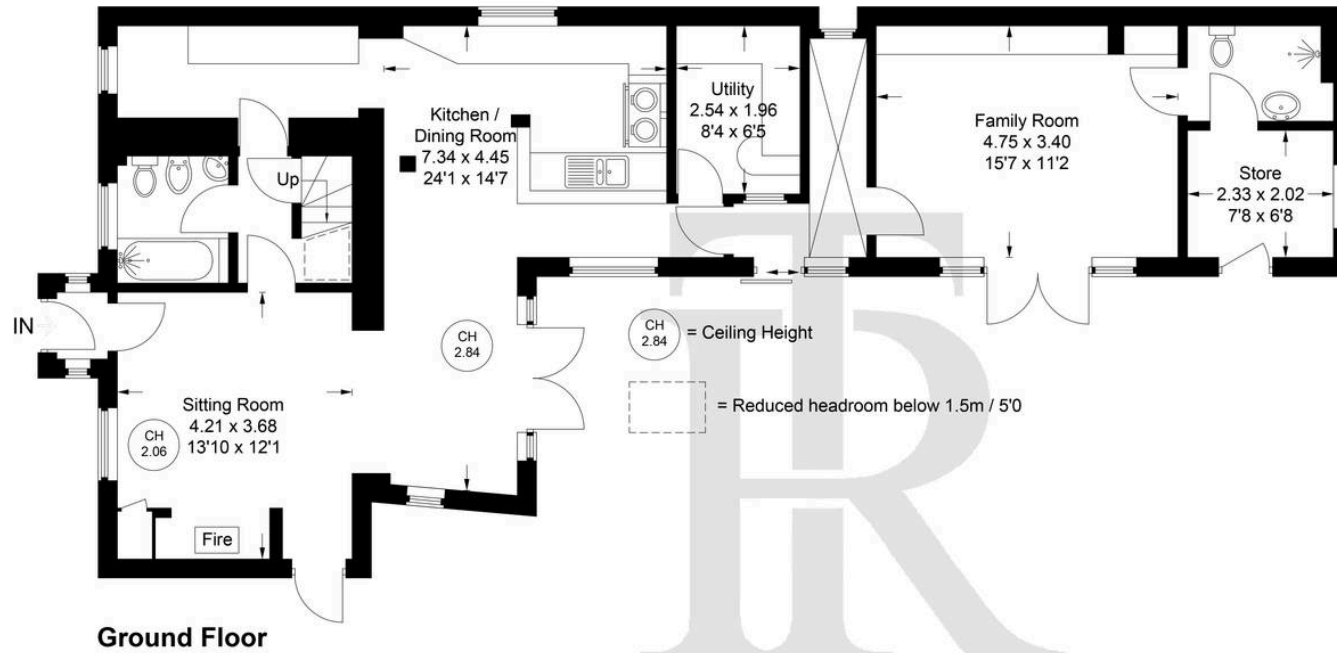 Kitchen /
Dining Room
7.34 x 4.45
24'1 x 14'7
Utility
2.54 x 1.96
8'4 x 6'5
Family Room
4.75 x 3.40
15'7 x 11'2
Store
2.33 x 2.02
7'8 x 6'8
Up
IN
CH
2.84
CH
2.84
= Ceiling Height
= Reduced headroom below 1.5m / 5'0
Sitting Room
4.21 x 3.68
13'10 x 12'1
CH
2.06
Fire
Ground Floor
TR